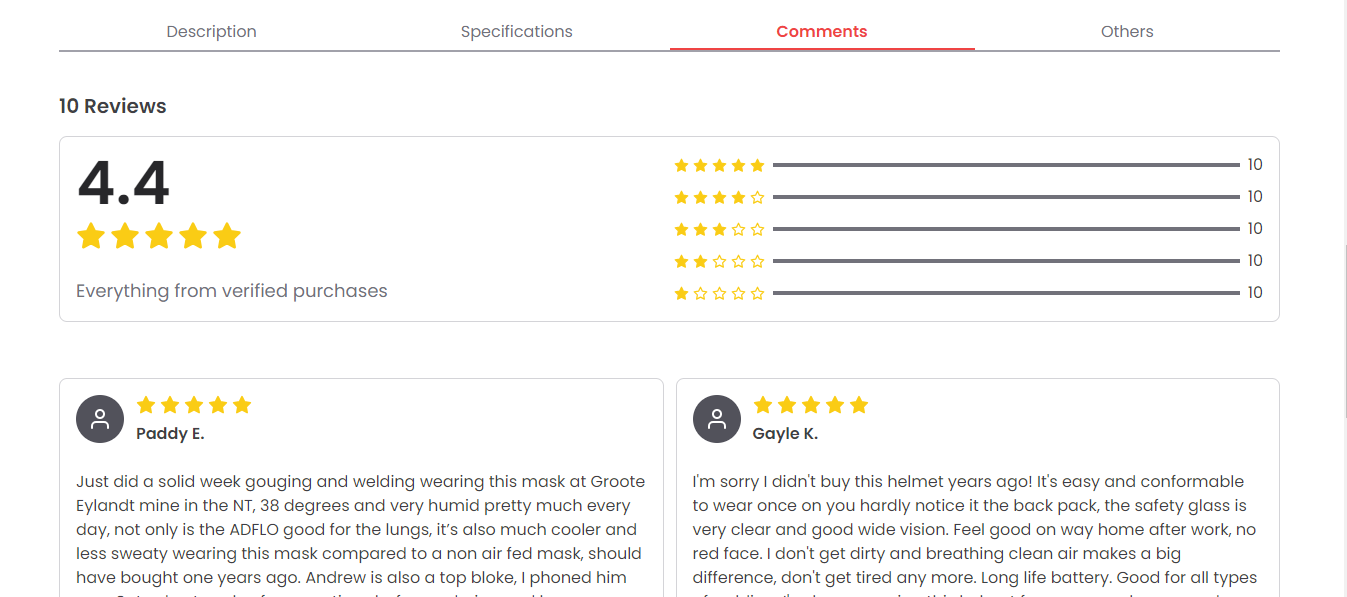 Description Specifications Comments Others
10 Reviews
4.4
10
10
10
10
10
Everything from verified purchases
Paddy E.
Just did a solid week gouging and welding wearing this mask at Groote
Eylandt mine in the NT, 38 degrees and very humid pretty much every
day, not only is the ADFLO good for the lungs, it’s also much cooler and
less sweaty wearing this mask compared to a non air fed mask, should
have bought one years ago. Andrew is also a top bloke, I phoned him
Gayle K.
I'm sorry I didn't buy this helmet years ago! It's easy and conformable
to wear once on you hardly notice it the back pack, the safety glass is
very clear and good wide vision. Feel good on way home after work, no
red face. I don't get dirty and breathing clean air makes a big
difference, don't get tired any more. Long life battery. Good for all types